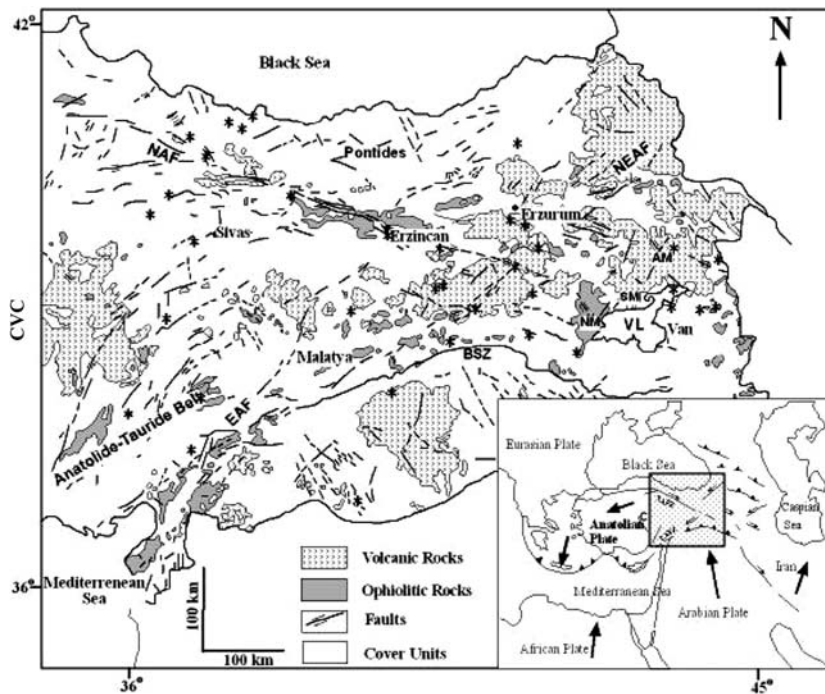 42°
Black Sea
N
NAF
Pontides
NEAF
Sivas
Erzincan
Erzurum
AM
SM
NM
VL
Van
CVC
Malatya
BSZ
Anatolide-Tauride Belt
EAF
36°
Mediterranean
Sea
100 km
100 km
Volcanic Rocks
Ophiolitic Rocks
Faults
Cover Units
Eurasian Plate
Black Sea
Caspian
Sea
Anatolian
Plate
Iran
Mediterranean Sea
Arabian Plate
African Plate
36°
45°